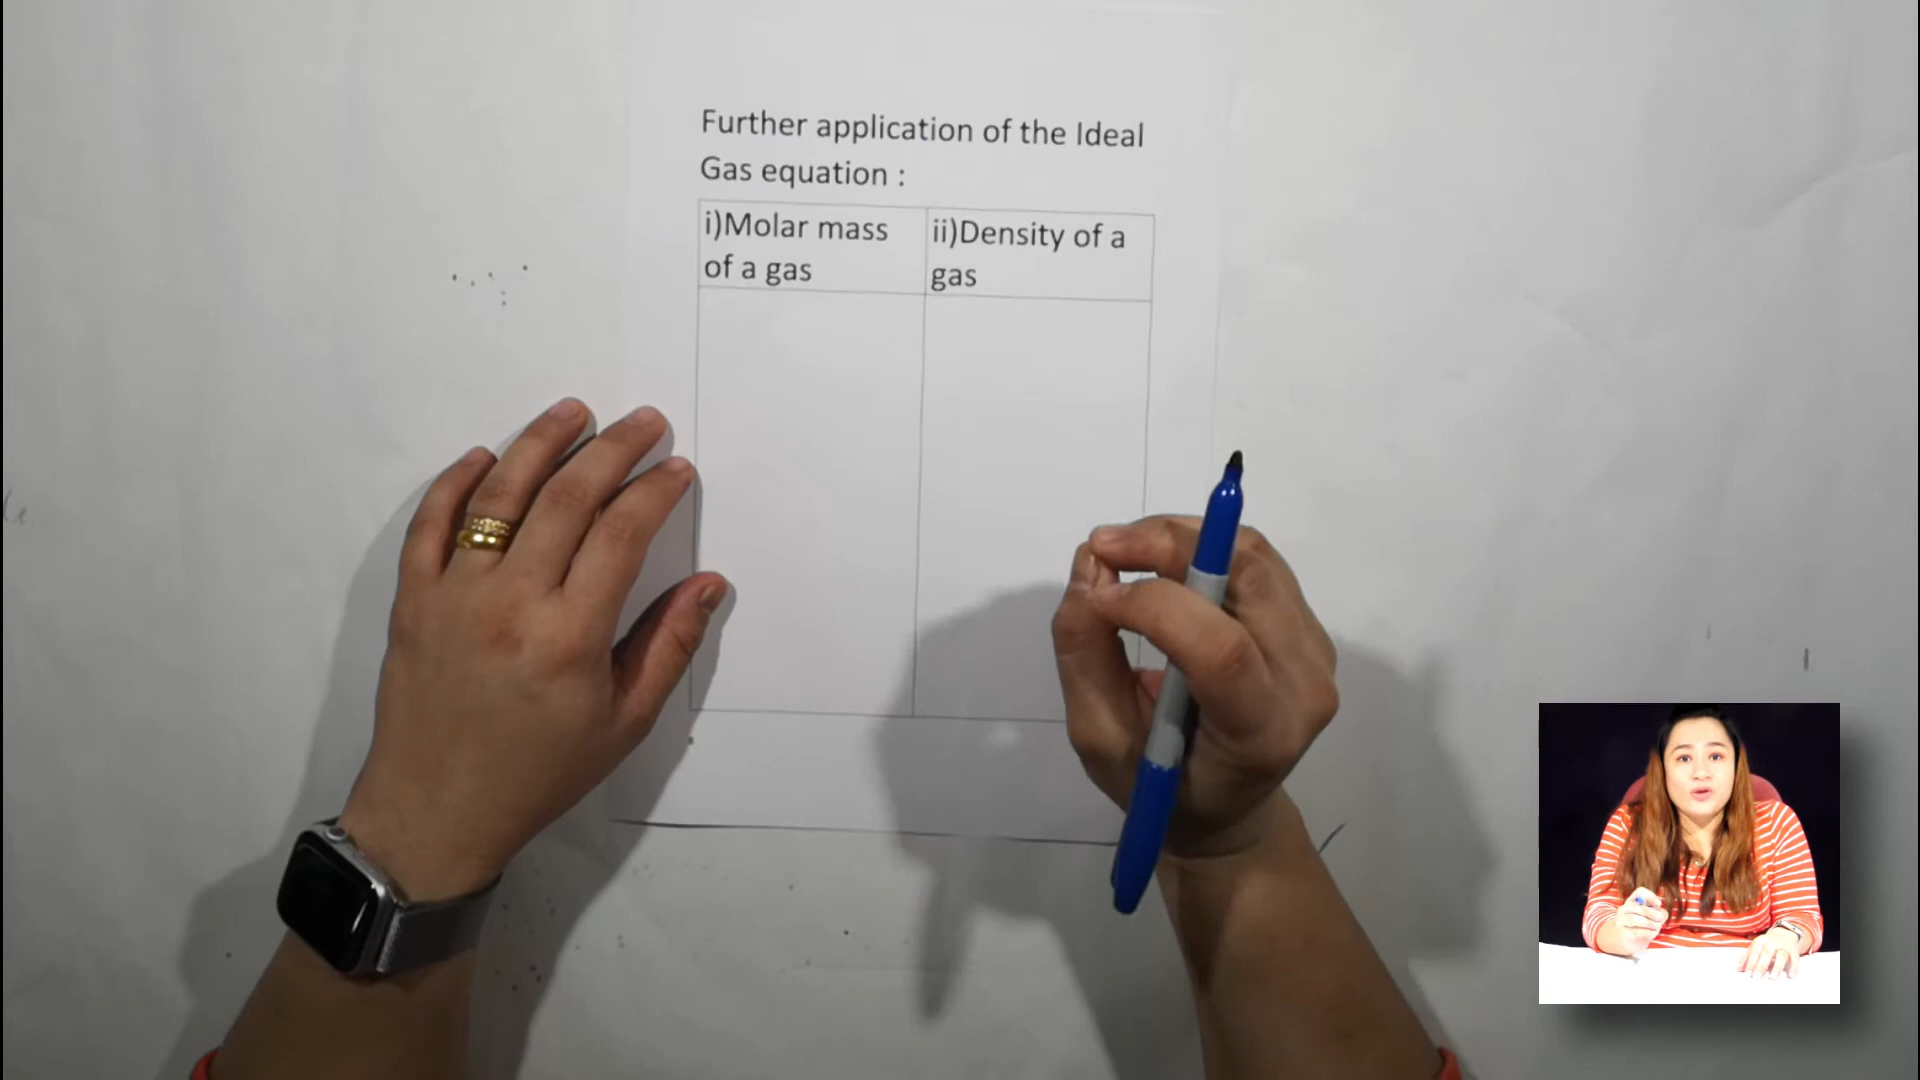 Further application of the Ideal
Gas equation :
i)Molar mass
of a gas
ii)Density of a
gas